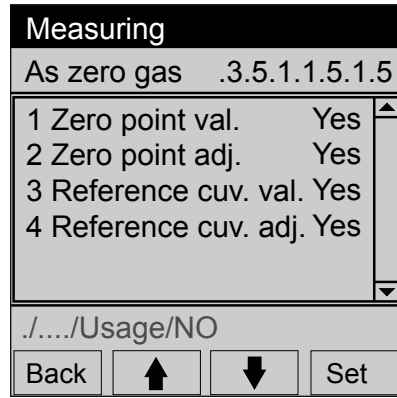 Measuring
As zero gas .3.5.1.1.5.1.5
1 Zero point val. Yes
2 Zero point adj. Yes
3 Reference cuv. val. Yes
4 Reference cuv. adj. Yes
./..../Usage/NO
Back Set